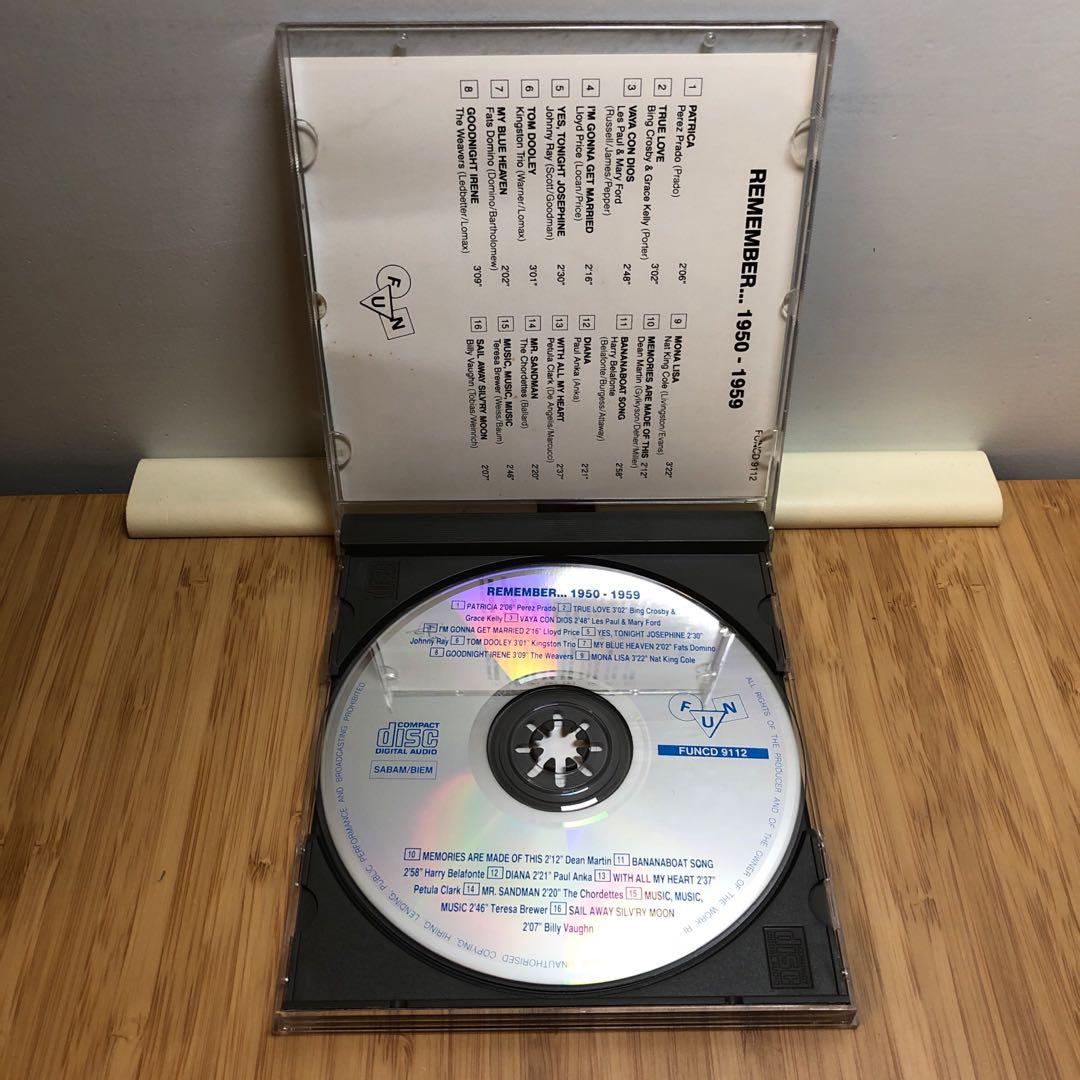 REMEMBER... 1950 - 1959
FUNCD 9112
1 PATRICA
Perez Prado (Prado) 2'06"
2 TRUE LOVE
Bing Crosby & Grace Kelly (Porter) 3'02"
3 VAYA CON DIOS
Les Paul & Mary Ford
(Russell/James/Pepper) 2'48"
4 I'M GONNA GET MARRIED
Lloyd Price (Locan/Price) 2'16"
5 YES, TONIGHT JOSEPHINE
Johnny Ray (Scott/Goodman) 2'30"
6 TOM DOOLEY
Kingston Trio (Warner/Lomax) 3'01"
7 MY BLUE HEAVEN
Fats Domino (Domino/Bartholomew) 2'02"
8 GOODNIGHT IRENE
The Weavers (Ledbetter/Lomax) 3'09"
9 MONA LISA
Nat King Cole (Livingston/Evans) 3'22"
10 MEMORIES ARE MADE OF THIS 2'12"
Dean Martin (Gylkyson/Deher/Miller)
11 BANANABOAT SONG
Harry Belafonte 2'58"
(Belafonte/Burgess/Attaway)
12 DIANA
Paul Anka (Anka) 2'21"
13 WITH ALL MY HEART
Petula Clark (De Angelis/Marcucci) 2'37"
14 MR. SANDMAN
The Chordettes (Ballard) 2'20"
15 MUSIC, MUSIC, MUSIC
Teresa Brewer (Weiss/Baum) 2'46"
16 SAIL AWAY SILV'RY MOON
Billy Vaughn (Tobias/Weinrich) 2'07"
FUN
REMEMBER... 1950 - 1959
1 PATRICIA 2'06" Perez Prado 2 TRUE LOVE 3'02" Bing Crosby &
Grace Kelly 3 VAYA CON DIOS 2'48" Les Paul & Mary Ford
4 I'M GONNA GET MARRIED 2'16" Lloyd Price 5 YES, TONIGHT JOSEPHINE 2'30"
Johnny Ray 6 TOM DOOLEY 3'01" Kingston Trio 7 MY BLUE HEAVEN 2'02" Fats Domino
8 GOODNIGHT IRENE 3'09" The Weavers 9 MONA LISA 3'22" Nat King Cole
COMPACT
disc
DIGITAL AUDIO
SABAM/BIEM
FUN
FUNCD 9112
10 MEMORIES ARE MADE OF THIS 2'12" Dean Martin 11 BANANABOAT SONG
2'58" Harry Belafonte 12 DIANA 2'21" Paul Anka 13 WITH ALL MY HEART 2'37"
Petula Clark 14 MR. SANDMAN 2'20" The Chordettes 15 MUSIC, MUSIC,
MUSIC 2'46" Teresa Brewer 16 SAIL AWAY SILV'RY MOON
2'07" Billy Vaughn
ALL RIGHTS OF THE PRODUCER AND OF THE OWNER OF THE WORK
COPYING, HIRING, LENDING, PUBLIC PERFORMANCE AND BROADCASTING PROHIBITED
disc